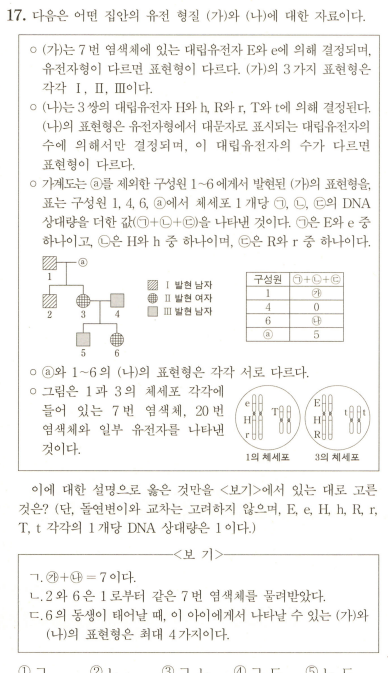 17. 다음은 어떤 집안의 유전 형질 (가)와 (나)에 대한 자료이다.
○ (가)는 7번 염색체에 있는 대립유전자 E와 e에 의해 결정되며,
유전자형이 다르면 표현형이 다르다. (가)의 3가지 표현형은
각각 Ⅰ, Ⅱ, Ⅲ이다.
○ (나)는 3쌍의 대립유전자 H와 h, R와 r, T와 t에 의해 결정된다.
(나)의 표현형은 유전자형에서 대문자로 표시되는 대립유전자의
수에 의해서만 결정되며, 이 대립유전자의 수가 다르면
표현형이 다르다.
○ 가계도는 ⓐ를 제외한 구성원 1~6에게서 발현된 (가)의 표현형을,
표는 구성원 1, 4, 6, ⓐ에서 체세포 1개당 ㉠, ㉡, ㉢의 DNA
상대량을 더한 값(㉠+㉡+㉢)을 나타낸 것이다. ㉠은 E와 e 중
하나이고, ㉡은 H와 h 중 하나이며, ㉢은 R와 r 중 하나이다.
1 ⓐ
2 3 4
5 6
Ⅰ 발현 남자
Ⅱ 발현 여자
Ⅲ 발현 남자
구성원 ㉠+㉡+㉢
1 ㉮
4 0
6 ㉯
ⓐ 5
○ ⓐ와 1~6의 (나)의 표현형은 각각 서로 다르다.
○ 그림은 1과 3의 체세포 각각에
들어 있는 7번 염색체, 20번
염색체와 일부 유전자를 나타낸
것이다.
e H r T
1의 체세포
E H R t t
3의 체세포
이에 대한 설명으로 옳은 것만을 <보기>에서 있는 대로 고른
것은? (단, 돌연변이와 교차는 고려하지 않으며, E, e, H, h, R, r,
T, t 각각의 1개당 DNA 상대량은 1이다.)
<보 기>
ㄱ. ㉮+㉯=7이다.
ㄴ. 2와 6은 1로부터 같은 7번 염색체를 물려받았다.
ㄷ. 6의 동생이 태어날 때, 이 아이에게서 나타날 수 있는 (가)와
(나)의 표현형은 최대 4가지이다.